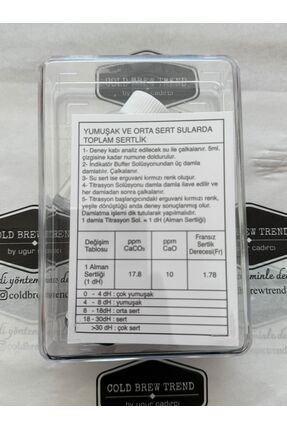 COLD BREW TREND
by ugur cadırcı
YUMUŞAK VE ORTA SERT SULARDA
TOPLAM SERTLİK
1- Deney kabı analiz edilecek su ile çalkalanır. 5ml.
çizgisine kadar numune doldurulur.
2- İndikatör Buffer Solüsyonundan üç damla
damlatılır. Çalkalanır.
3- Su sert ise erguvani kırmızı renk oluşur.
4- Titrasyon Solüsyonu damla damla ilave edilir ve
her damladan sonra çalkalanır.
5- Titrasyon başlangıcındaki erguvani kırmızı renk,
yeşile dönüştüğü anda deney sonuçlanmış olur.
Damlatma işlemi dik tutularak yapılmalıdır.
1 damla Titrasyon Sol. = 1 dH (Alman Sertliği)
Değişim Tablosu
ppm CaCO₃
ppm CaO
Fransız Sertlik Derecesi(Fr)
1 Alman Sertliği (1 dH)
17.8
10
1.78
0 - 4 dH : çok yumuşak
4 - 8 dH : yumuşak
8 - 18dH : orta sert
18 - 30dH : sert
>30 dH : çok sert
COLD BREW TREND
@coldbre
brewtrend
COLD BREW TREND
by ugur cadırcı